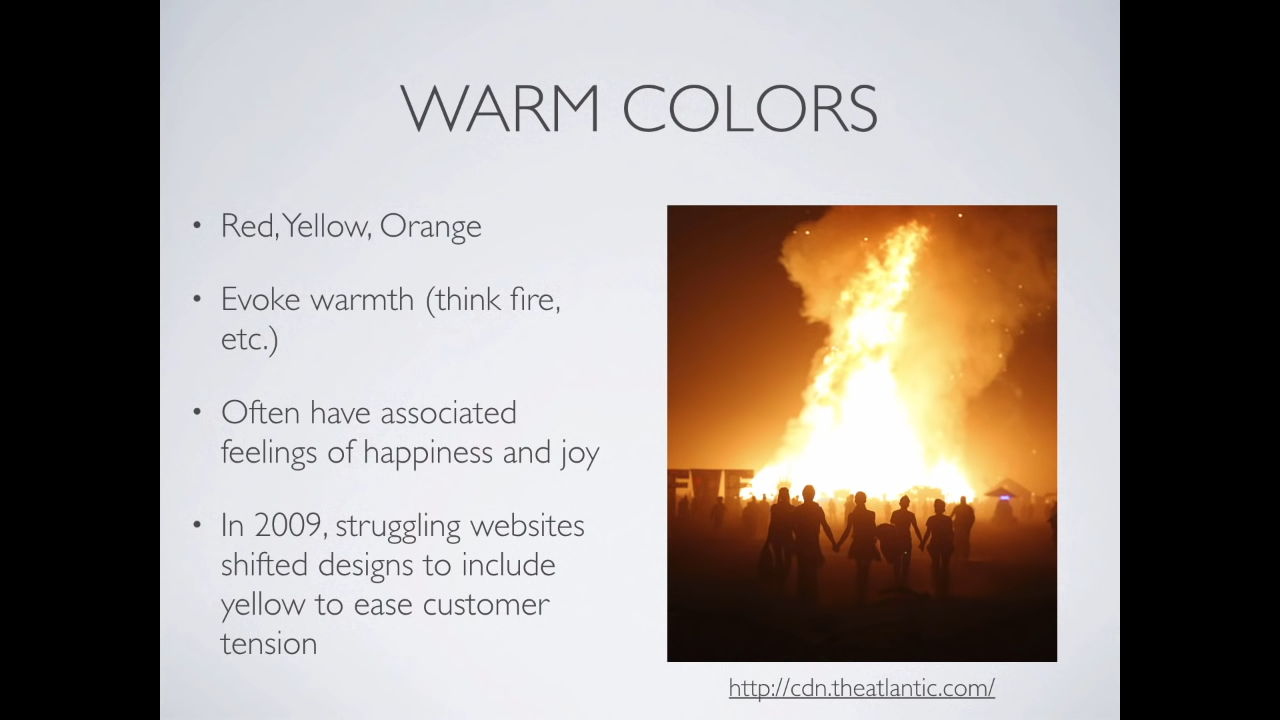 WARM COLORS
• Red, Yellow, Orange
• Evoke warmth (think fire,
etc.)
• Often have associated
feelings of happiness and joy
• In 2009, struggling websites
shifted designs to include
yellow to ease customer
tension
http://cdn.theatlantic.com/